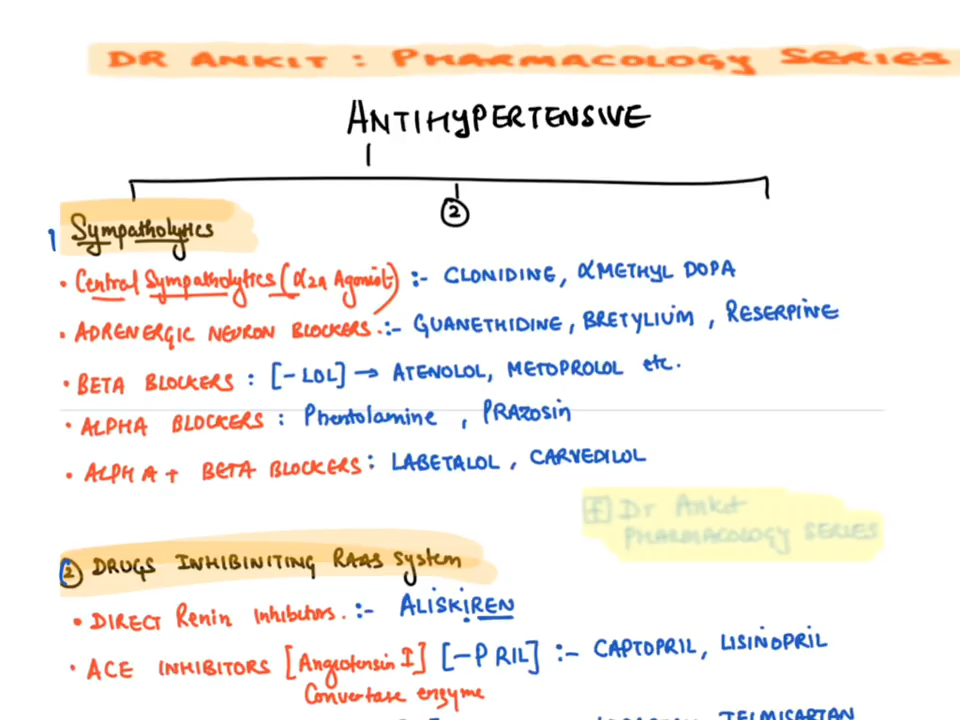 DR ANKIT : PHARMACOLOGY SERIES
ANTIHYPERTENSIVE
②
1 Sympatholytics
• Central Sympatholytics (α2A Agonist) :- CLONIDINE, αMETHYL DOPA
• ADRENERGIC NEURON BLOCKERS :- GUANETHIDINE, BRETYLIUM, RESERPINE
• BETA BLOCKERS : [-LOL] → ATENOLOL, METOPROLOL etc.
• ALPHA BLOCKERS : Phentolamine, PRAZOSIN
• ALPHA + BETA BLOCKERS : LABETALOL, CARVEDILOL
Dr Ankit
PHARMACOLOGY SERIES
② DRUGS INHIBINITING RAAS system
• DIRECT Renin Inhibitors. :- ALISKIREN
• ACE INHIBITORS [Angiotensin I] [-PRIL] :- CAPTOPRIL, LISINOPRIL
Convertase enzyme
TELMISARTAN